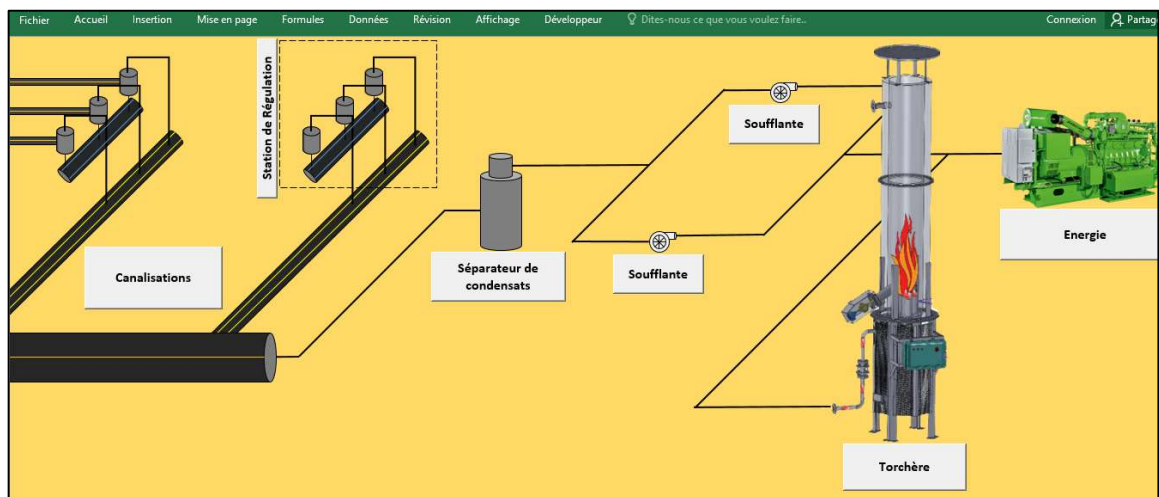 Fichier Accueil Insertion Mise en page Formules Données Révision Affichage Développeur Dites-nous ce que vous voulez faire.. Connexion Partag
Station de Régulation
Soufflante
Energie
Canalisations
Séparateur de
condensats
Soufflante
Torchère